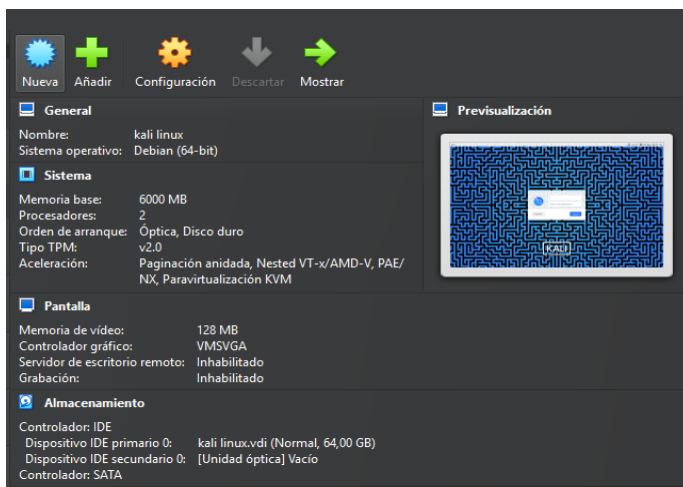 Nueva Añadir Configuración Descartar Mostrar
General
Nombre: kali linux
Sistema operativo: Debian (64-bit)
Sistema
Memoria base: 6000 MB
Procesadores: 2
Orden de arranque: Óptica, Disco duro
Tipo TPM: v2.0
Aceleración: Paginación anidada, Nested VT-x/AMD-V, PAE/
NX, Paravirtualización KVM
Pantalla
Memoria de vídeo: 128 MB
Controlador gráfico: VMSVGA
Servidor de escritorio remoto: Inhabilitado
Grabación: Inhabilitado
Almacenamiento
Controlador: IDE
Dispositivo IDE primario 0: kali linux.vdi (Normal, 64,00 GB)
Dispositivo IDE secundario 0: [Unidad óptica] Vacío
Controlador: SATA
Previsualización
KALI